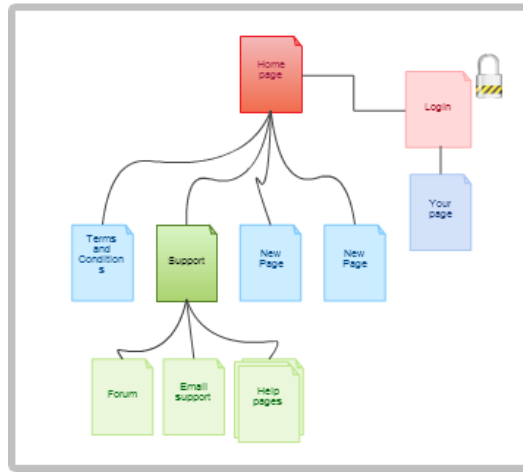 Home
page
Login
Your
page
Terms
and
Condition
s
Support
New
Page
New
Page
Forum
Email
support
Help
pages